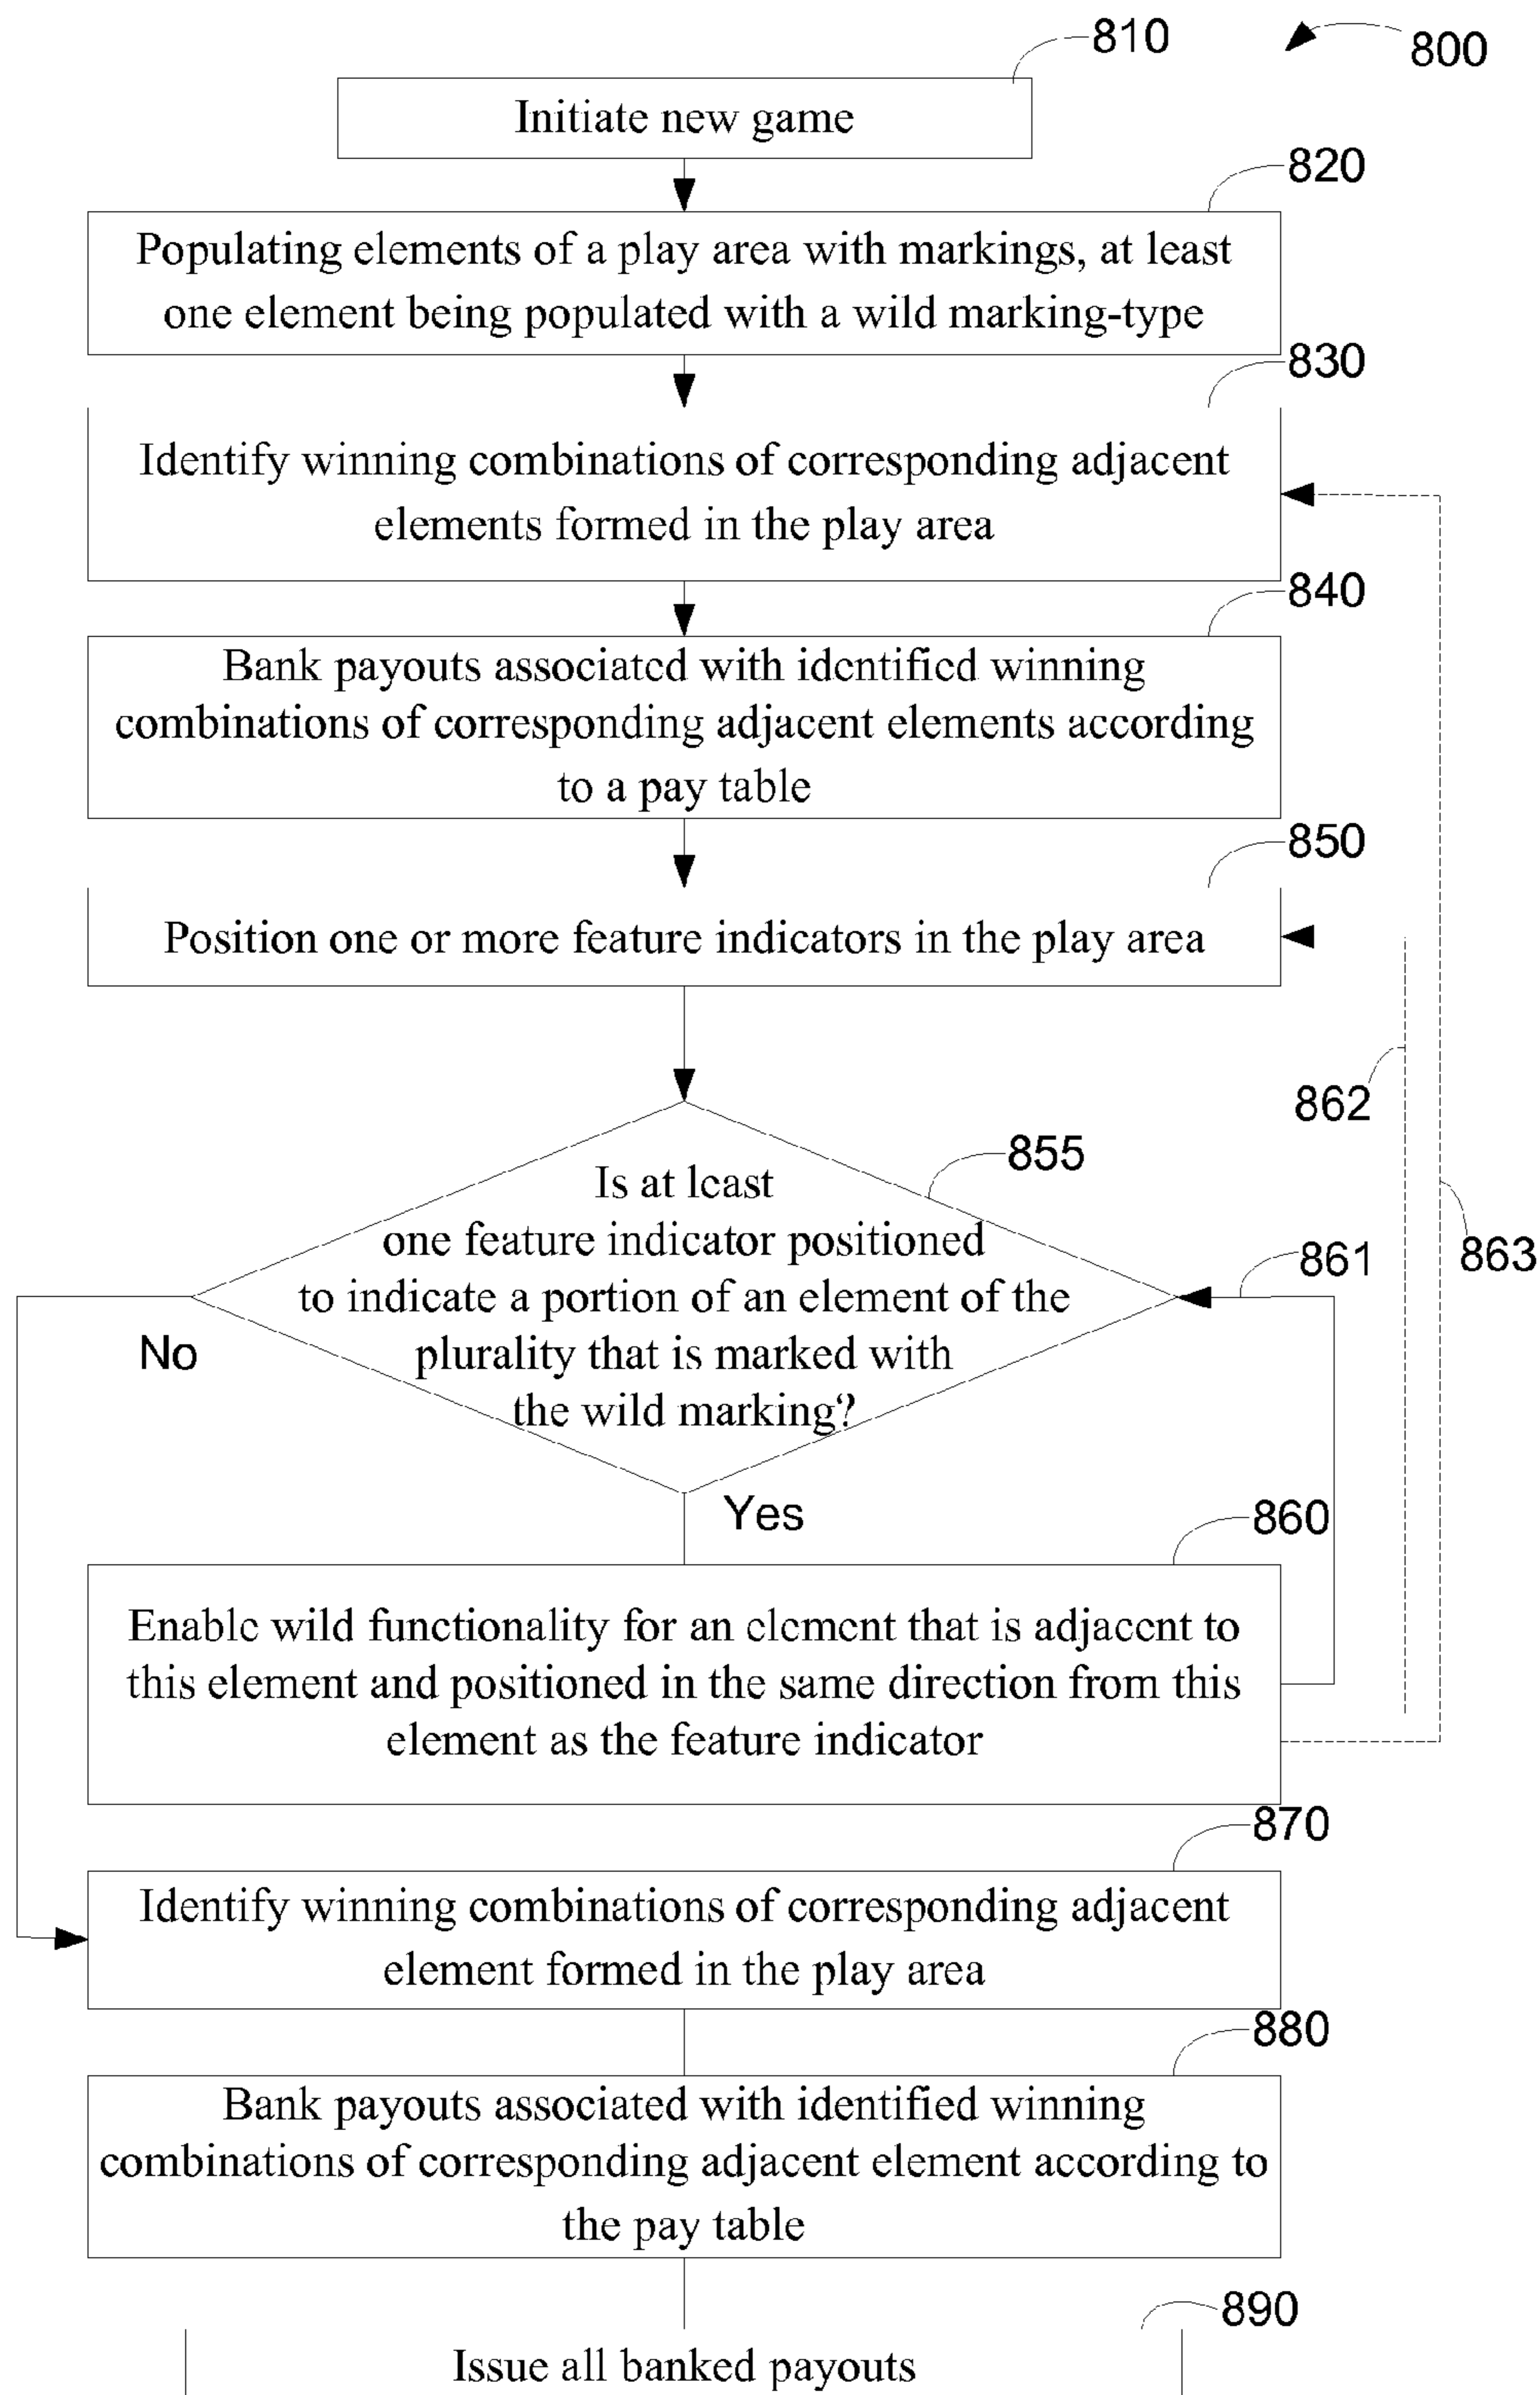 810
800
Initiate new game
820
Populating elements of a play area with markings, at least
one element being populated with a wild marking-type
830
Identify winning combinations of corresponding adjacent
elements formed in the play area
840
Bank payouts associated with identified winning
combinations of corresponding adjacent elements according
to a pay table
850
Position one or more feature indicators in the play area
862
855
Is at least
one feature indicator positioned
to indicate a portion of an element of the
plurality that is marked with
the wild marking?
861
863
No
Yes
860
Enable wild functionality for an element that is adjacent to
this element and positioned in the same direction from this
element as the feature indicator
870
Identify winning combinations of corresponding adjacent
element formed in the play area
880
Bank payouts associated with identified winning
combinations of corresponding adjacent element according to
the pay table
890
Issue all banked payouts